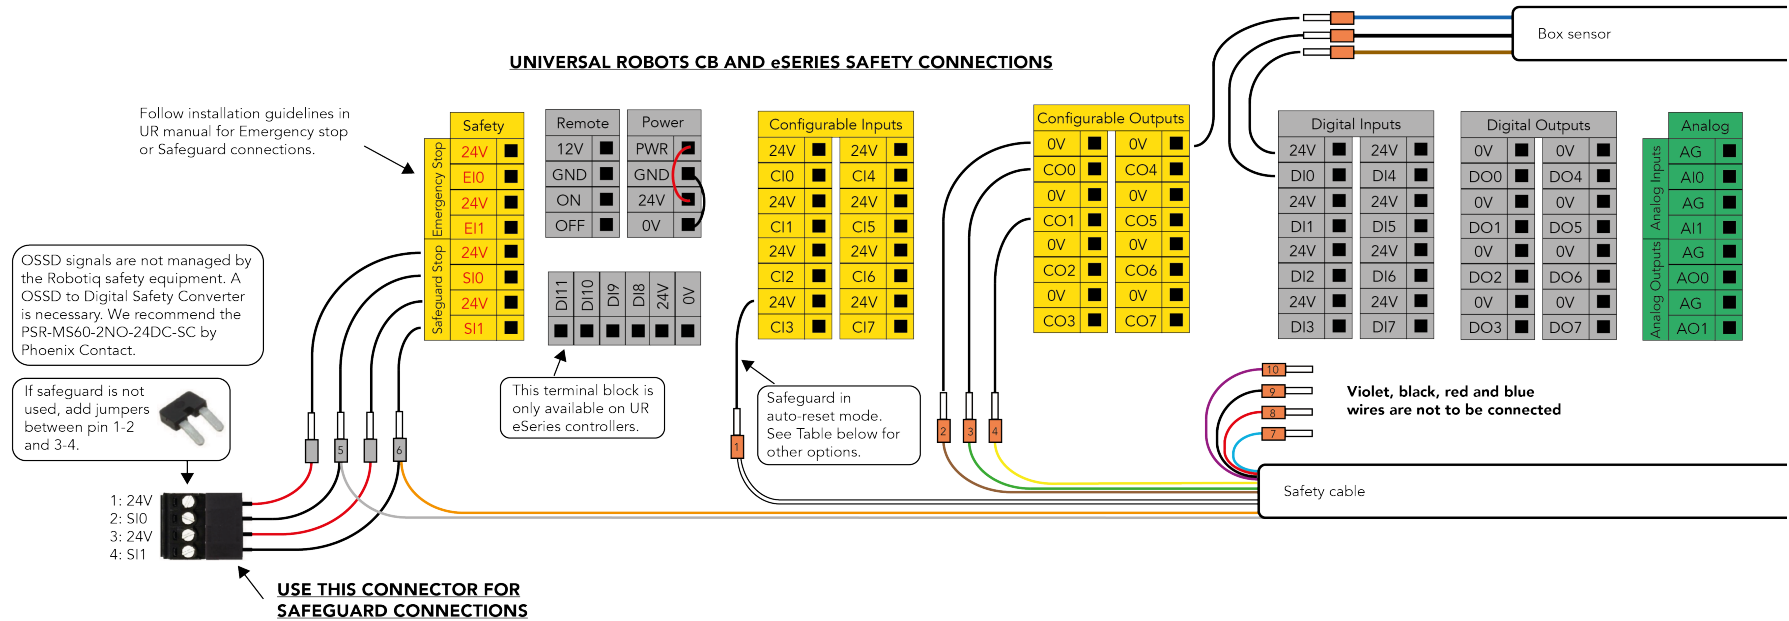 UNIVERSAL ROBOTS CB AND eSERIES SAFETY CONNECTIONS
Box sensor
Follow installation guidelines in
UR manual for Emergency stop
or Safeguard connections.
Safety
Emergency Stop
24V
EI0
24V
EI1
Safeguard Stop
24V
SI0
24V
SI1
Remote
12V
GND
ON
OFF
Power
PWR
GND
24V
0V
DI11
DI10
DI9
DI8
24V
0V
Configurable Inputs
24V 24V
CI0 CI4
24V 24V
CI1 CI5
24V 24V
CI2 CI6
24V 24V
CI3 CI7
Configurable Outputs
0V 0V
CO0 CO4
0V 0V
CO1 CO5
0V 0V
CO2 CO6
0V 0V
CO3 CO7
Digital Inputs
24V 24V
DI0 DI4
24V 24V
DI1 DI5
24V 24V
DI2 DI6
24V 24V
DI3 DI7
Digital Outputs
0V 0V
DO0 DO4
0V 0V
DO1 DO5
0V 0V
DO2 DO6
0V 0V
DO3 DO7
Analog
Analog Inputs
AG
AI0
AG
AI1
Analog Outputs
AG
AO0
AG
AO1
OSSD signals are not managed by
the Robotiq safety equipment. A
OSSD to Digital Safety Converter
is necessary. We recommend the
PSR-MS60-2NO-24DC-SC by
Phoenix Contact.
If safeguard is not
used, add jumpers
between pin 1-2
and 3-4.
This terminal block is
only available on UR
eSeries controllers.
Safeguard in
auto-reset mode.
See Table below for
other options.
5
6
1
2
3
4
10
9
8
7
Violet, black, red and blue
wires are not to be connected
Safety cable
1: 24V
2: SI0
3: 24V
4: SI1
USE THIS CONNECTOR FOR
SAFEGUARD CONNECTIONS